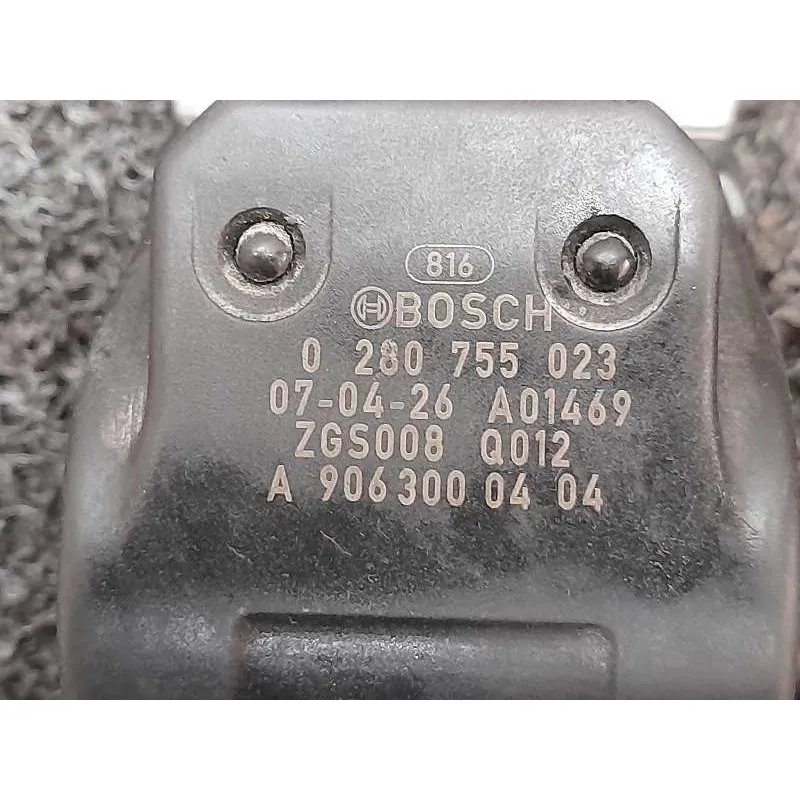 816
BOSCH
0 280 755 023
07-04-26 A01469
ZGS008 Q012
A 906 300 04 04